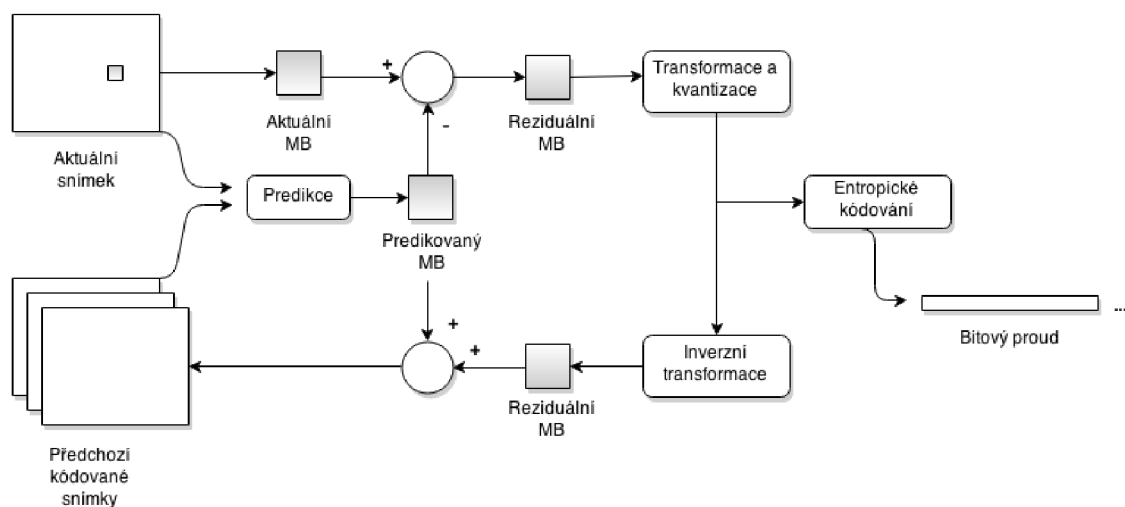 Aktuální
snímek
Aktuální
MB
+
-
Reziduální
MB
Transformace a
kvantizace
Predikce
Predikovaný
MB
Entropické
kódování
Bitový proud
...
Inverzní
transformace
Reziduální
MB
+
+
Předchozí
kódované
snímky